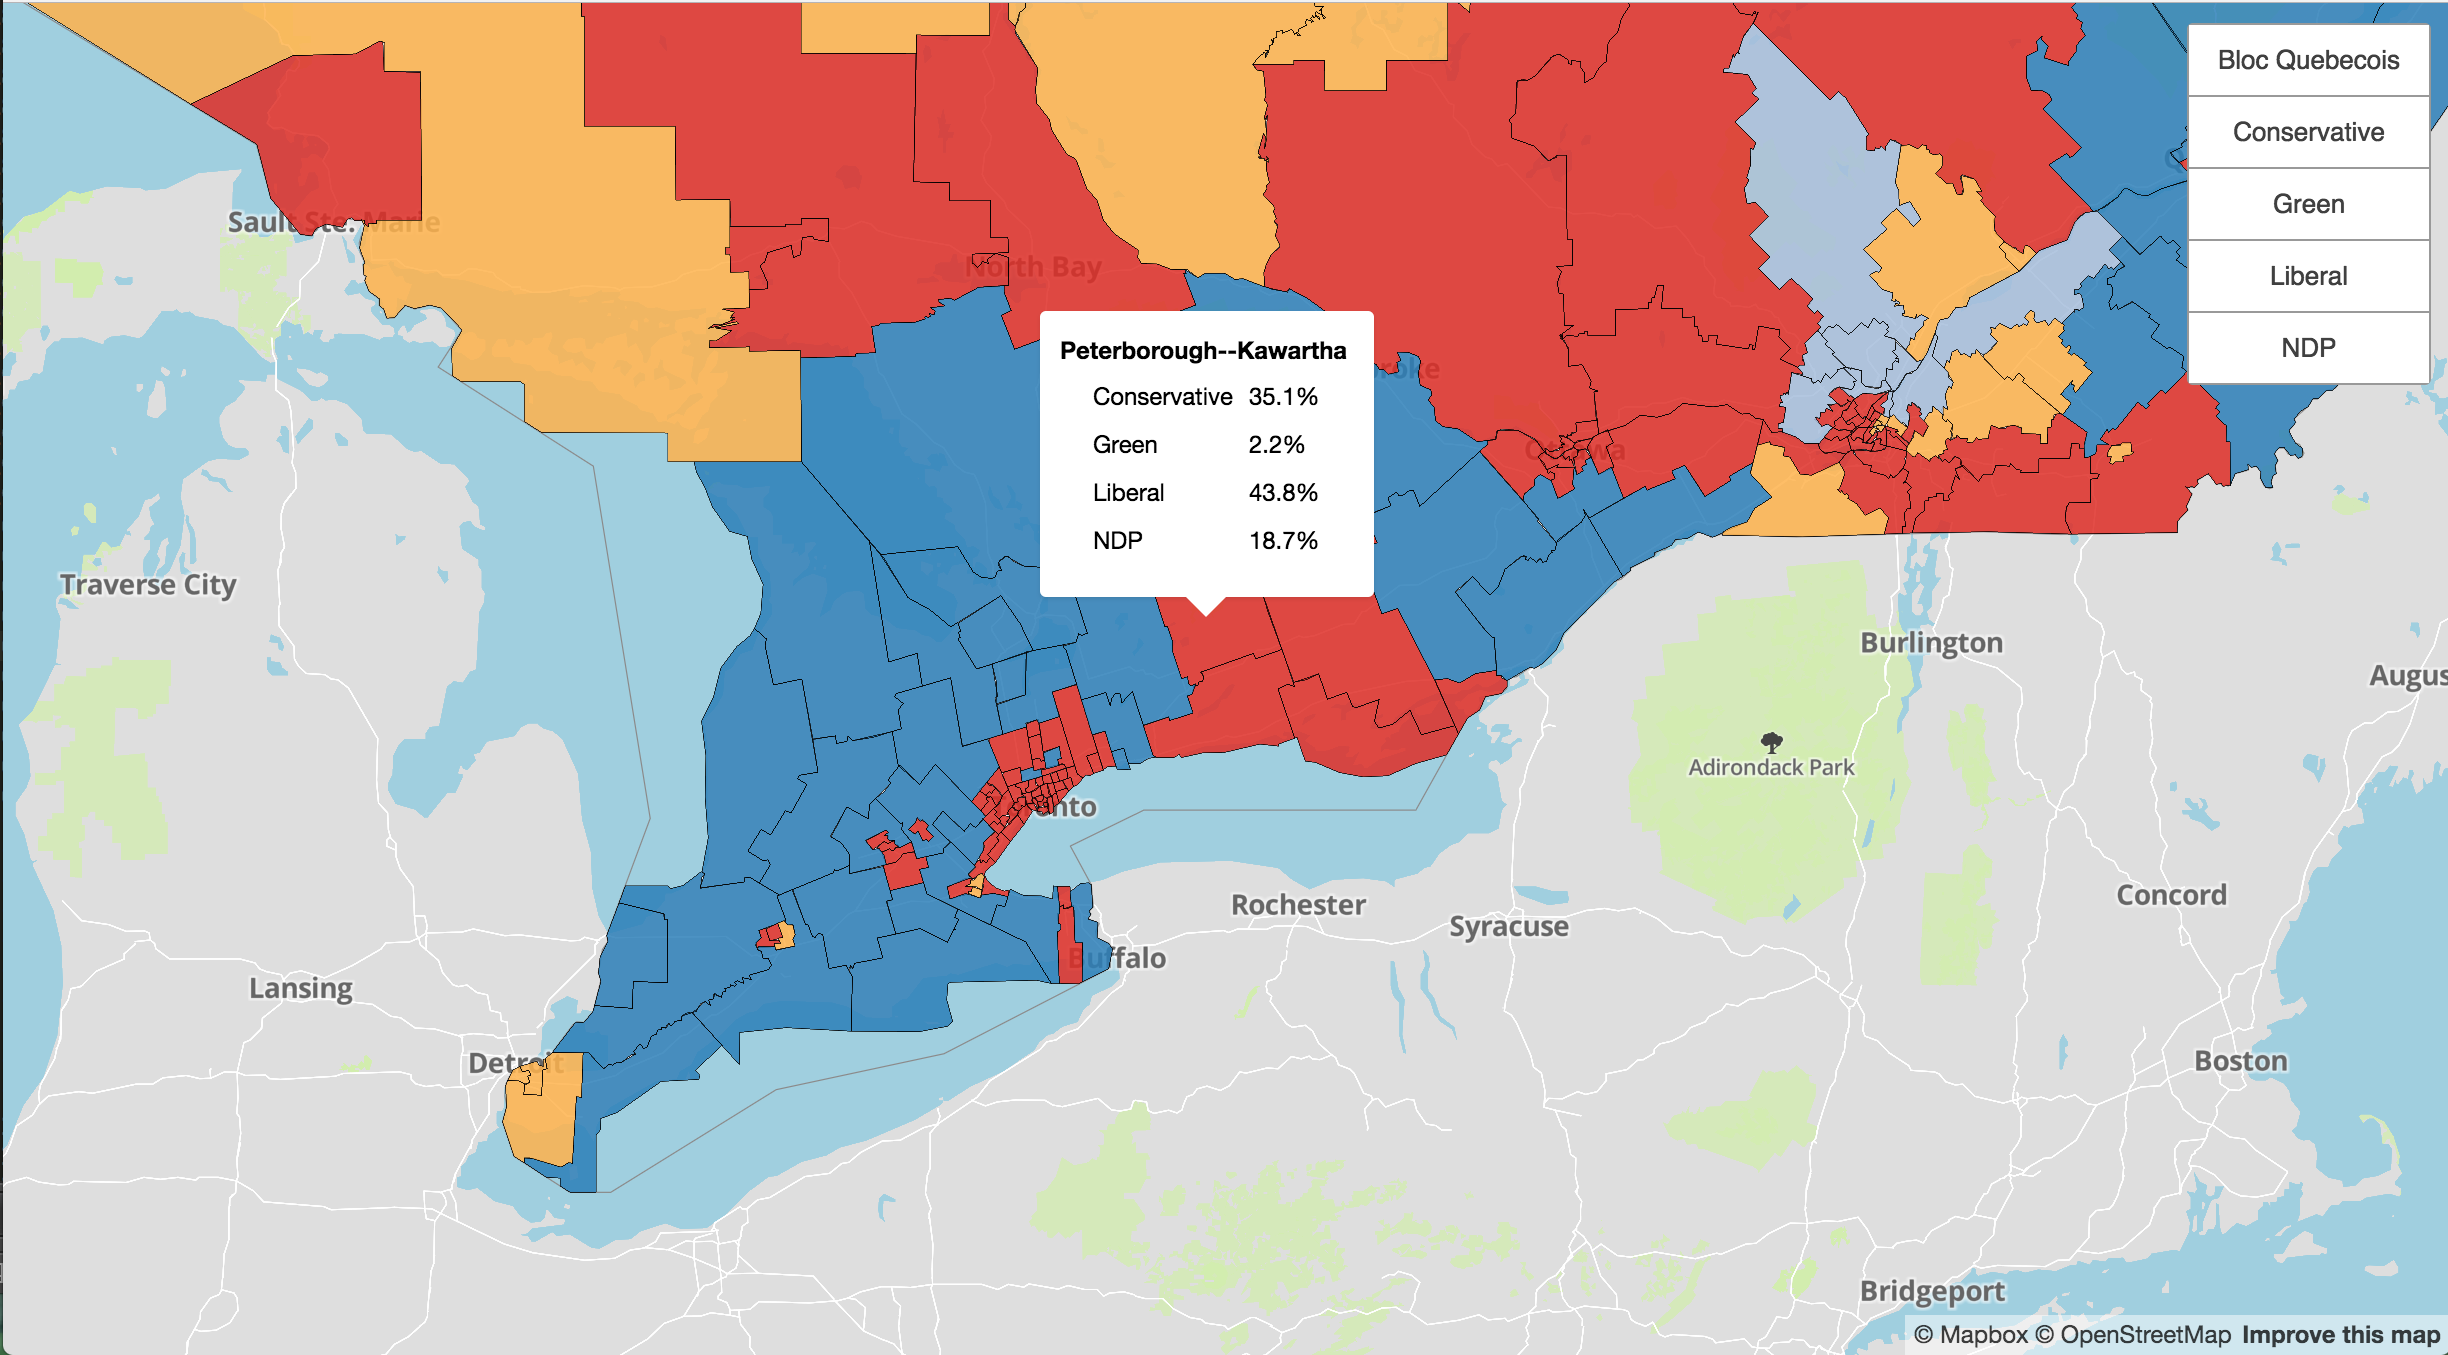 Bloc Quebecois
Conservative
Green
Liberal
NDP
Sault Ste. Marie
North Bay
Peterborough--Kawartha
Conservative 35.1%
Green 2.2%
Liberal 43.8%
NDP 18.7%
Ottawa
Traverse City
Burlington
Augus
Adirondack Park
Rochester
Syracuse
Concord
Buffalo
Lansing
Detroit
Boston
Bridgeport
© Mapbox © OpenStreetMap Improve this map